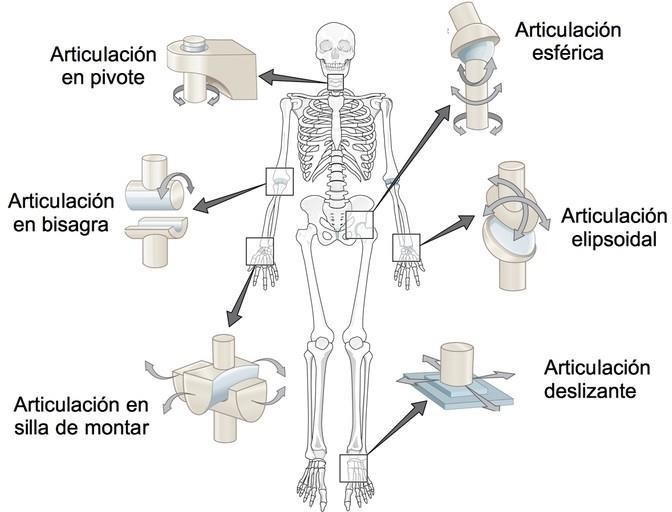 Articulación
en pivote
Articulación
esférica
Articulación
en bisagra
Articulación
elipsoidal
Articulación en
silla de montar
Articulación
deslizante